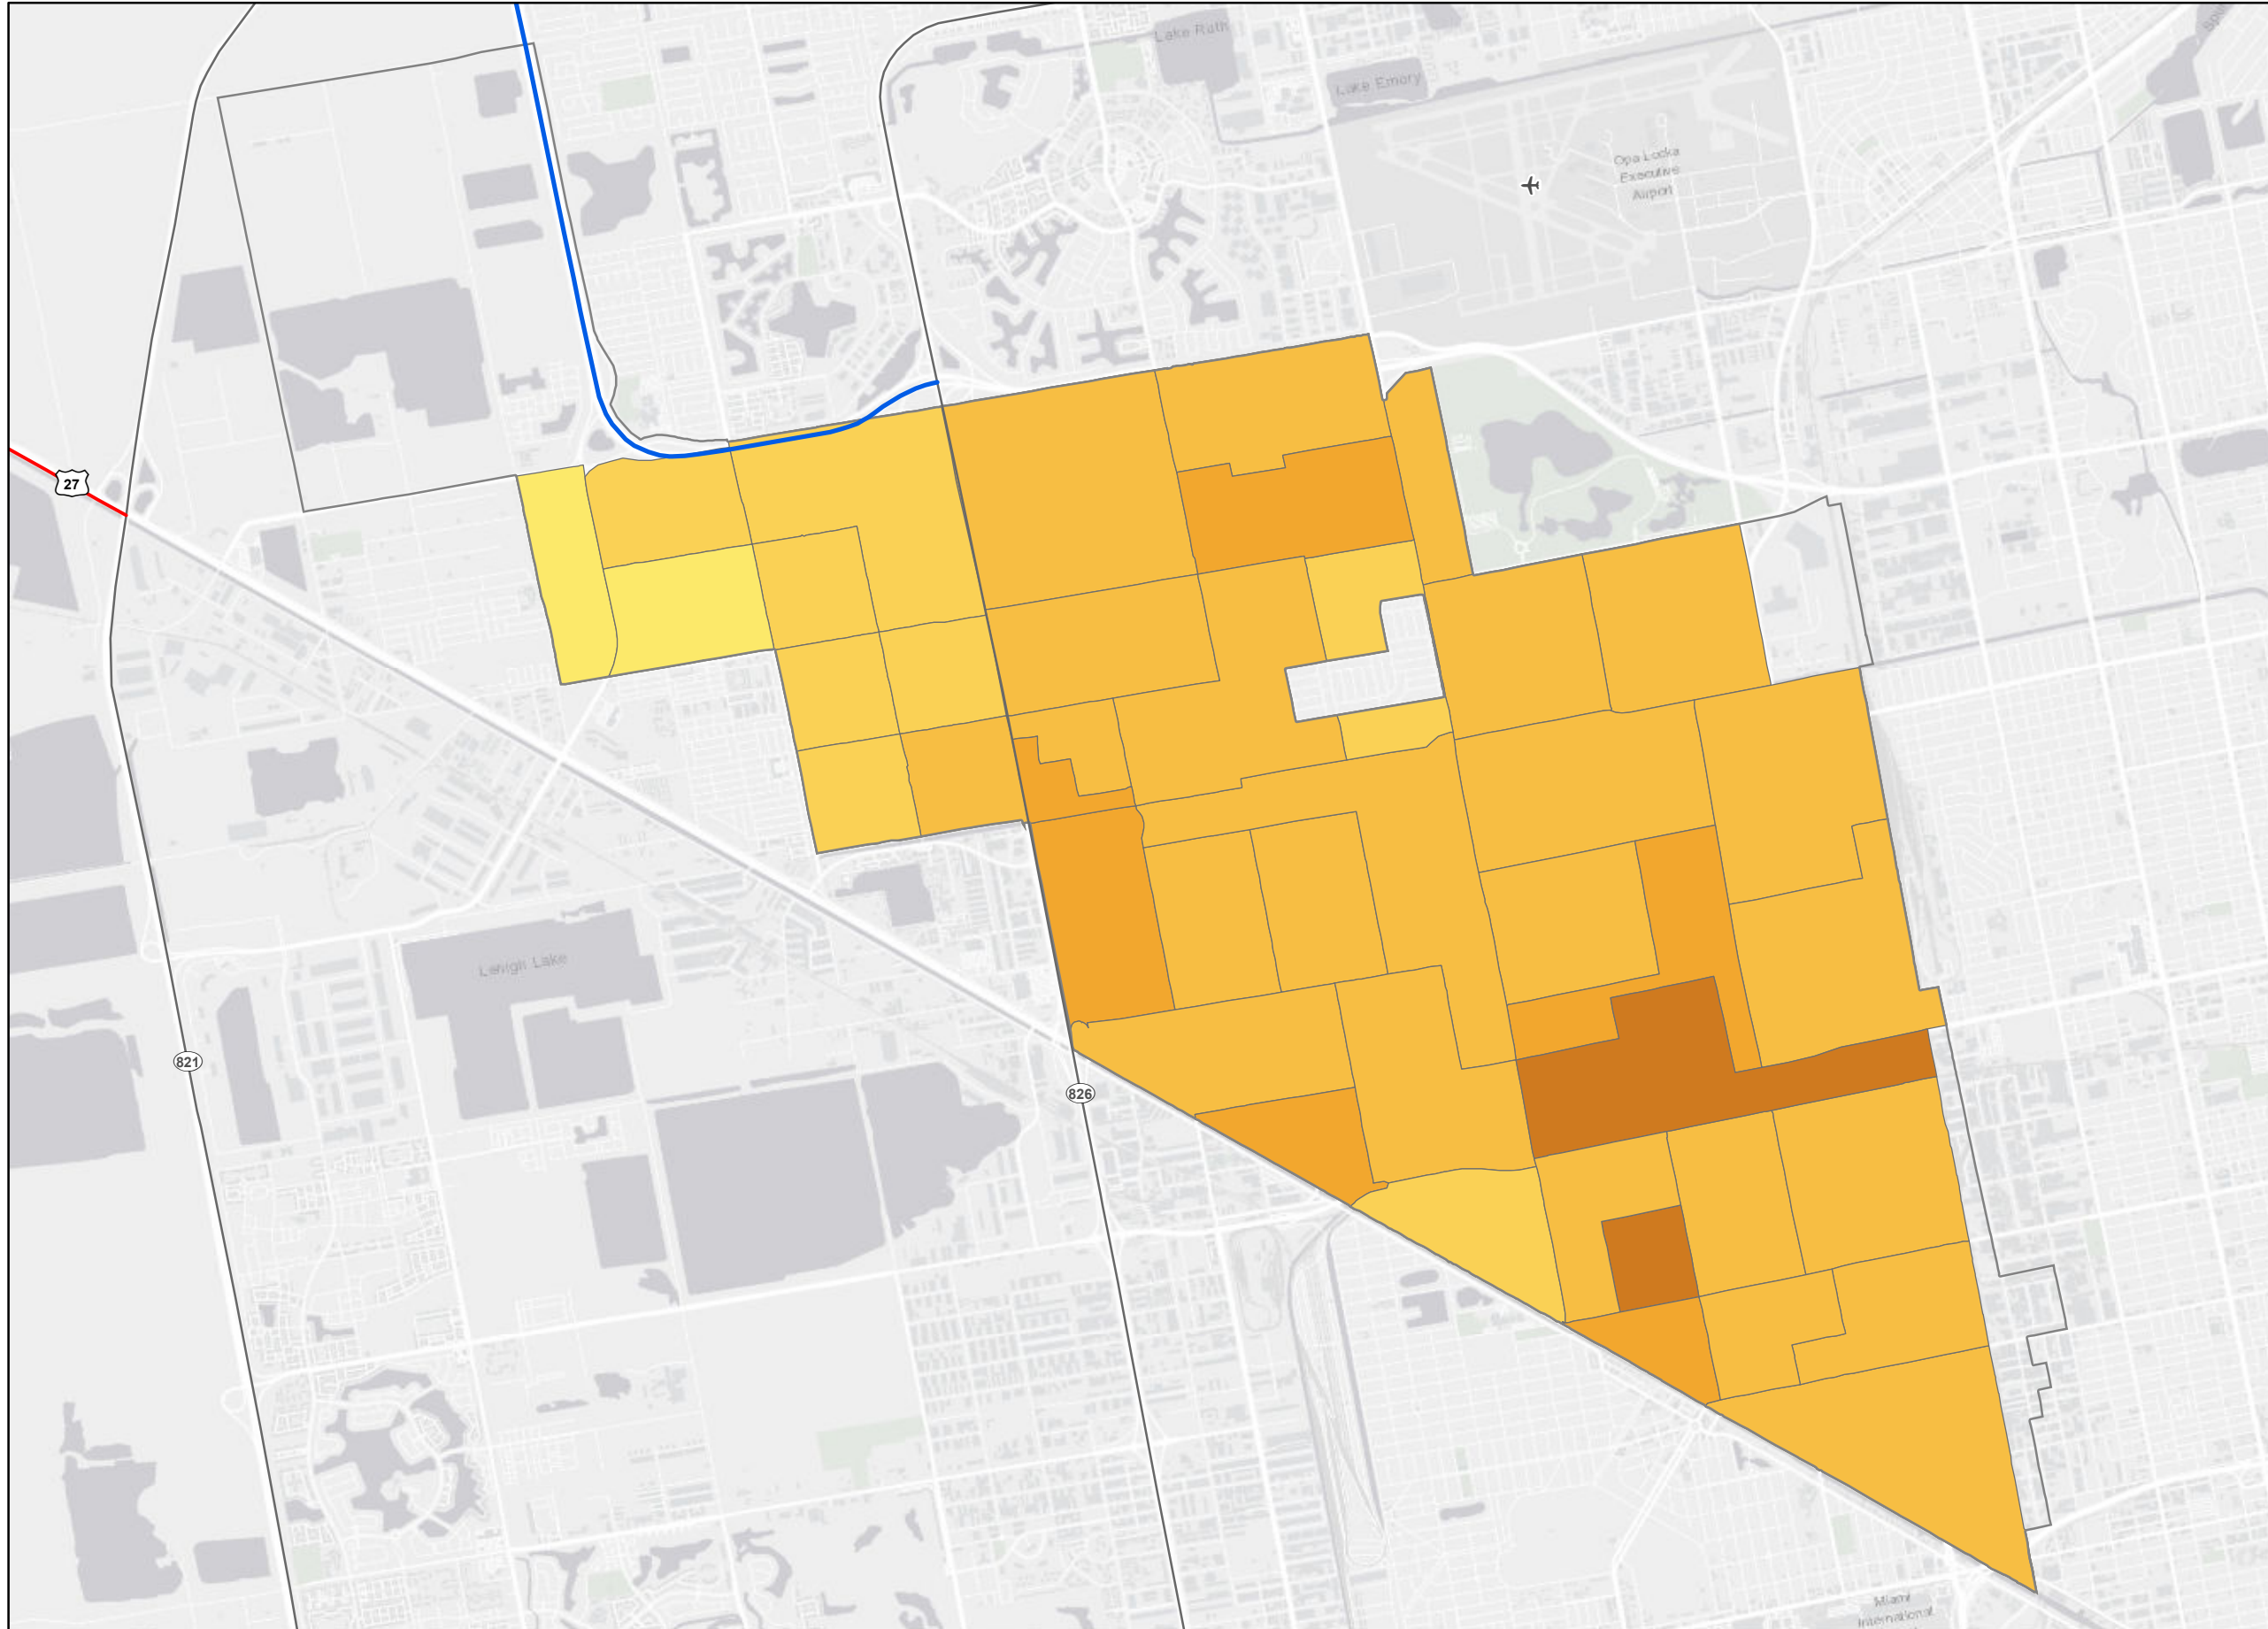 Lake Ruth
Lake Emory
Opa Locka
Executive
Airport
27
Lehigh Lake
821
826
Miami
International